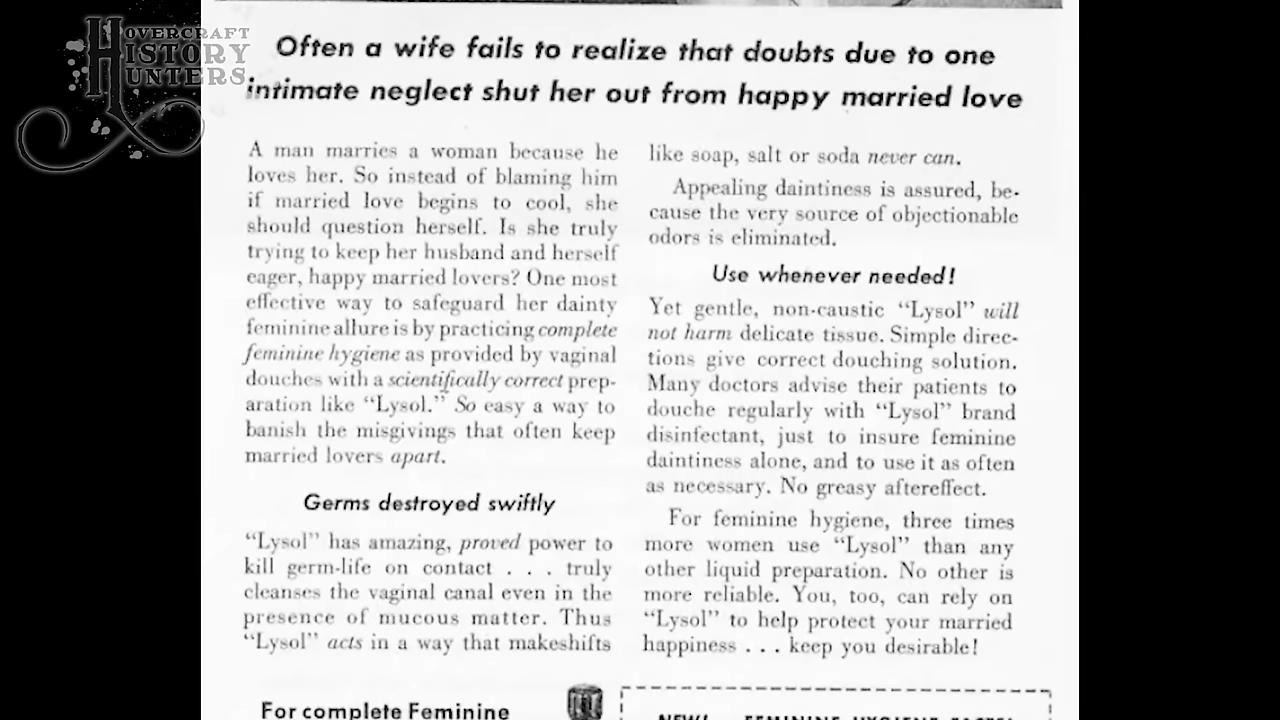 HOVERCRAFT
HISTORY
HUNTERS
Often a wife fails to realize that doubts due to one
intimate neglect shut her out from happy married love
A man marries a woman because he
loves her. So instead of blaming him
if married love begins to cool, she
should question herself. Is she truly
trying to keep her husband and herself
eager, happy married lovers? One most
effective way to safeguard her dainty
feminine allure is by practicing complete
feminine hygiene as provided by vaginal
douches with a scientifically correct prep-
aration like “Lysol.” So easy a way to
banish the misgivings that often keep
married lovers apart.
Germs destroyed swiftly
“Lysol” has amazing, proved power to
kill germ-life on contact . . . truly
cleanses the vaginal canal even in the
presence of mucous matter. Thus
“Lysol” acts in a way that makeshifts
like soap, salt or soda never can.
Appealing daintiness is assured, be-
cause the very source of objectionable
odors is eliminated.
Use whenever needed!
Yet gentle, non-caustic “Lysol” will
not harm delicate tissue. Simple direc-
tions give correct douching solution.
Many doctors advise their patients to
douche regularly with “Lysol” brand
disinfectant, just to insure feminine
daintiness alone, and to use it as often
as necessary. No greasy aftereffect.
For feminine hygiene, three times
more women use “Lysol” than any
other liquid preparation. No other is
more reliable. You, too, can rely on
“Lysol” to help protect your married
happiness . . . keep you desirable!
For complete Feminine
NEW! FEMININE HYGIENE FACTS!